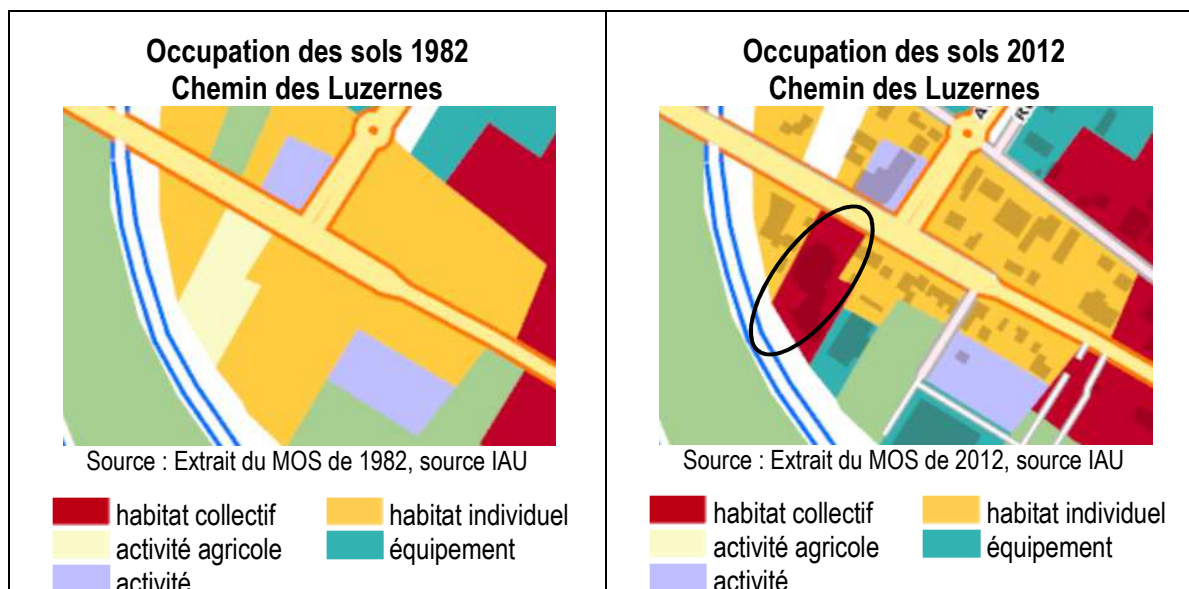 Occupation des sols 1982
Chemin des Luzernes
Source : Extrait du MOS de 1982, source IAU
habitat collectif
habitat individuel
activité agricole
équipement
activité
Occupation des sols 2012
Chemin des Luzernes
Source : Extrait du MOS de 2012, source IAU
habitat collectif
habitat individuel
activité agricole
équipement
activité